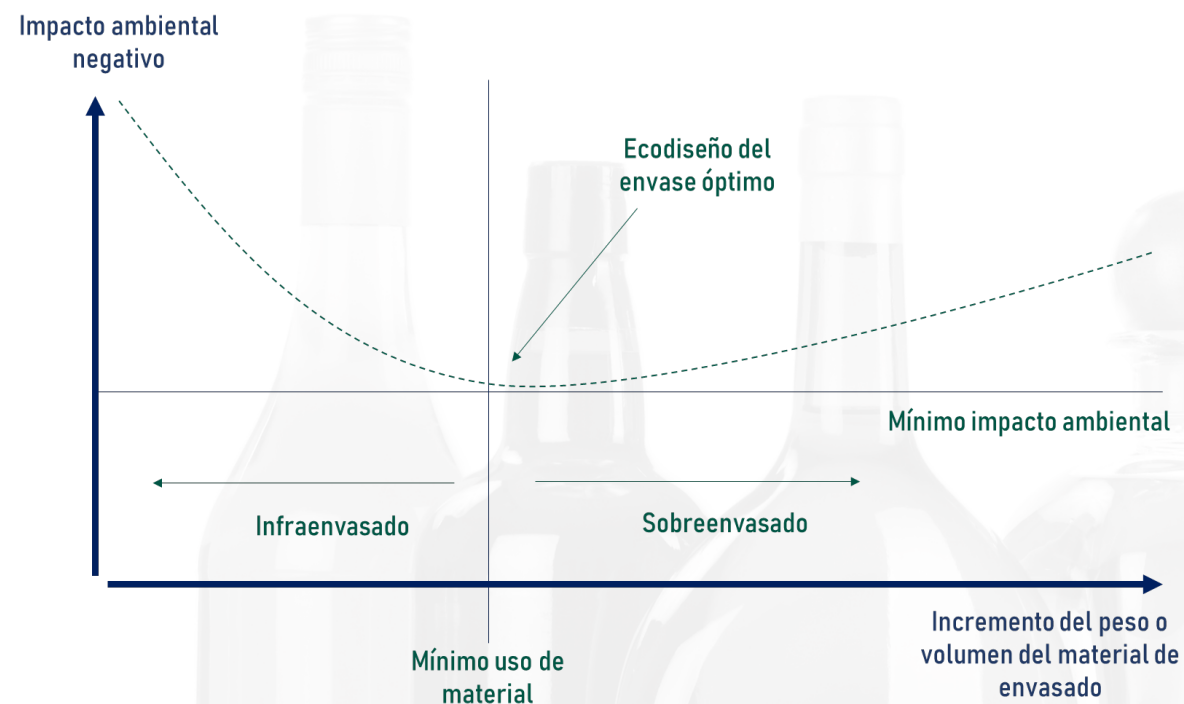 Impacto ambiental
negativo
Ecodiseño del
envase óptimo
Mínimo impacto ambiental
Infraenvasado
Sobreenvasado
Mínimo uso de
material
Incremento del peso o
volumen del material de
envasado